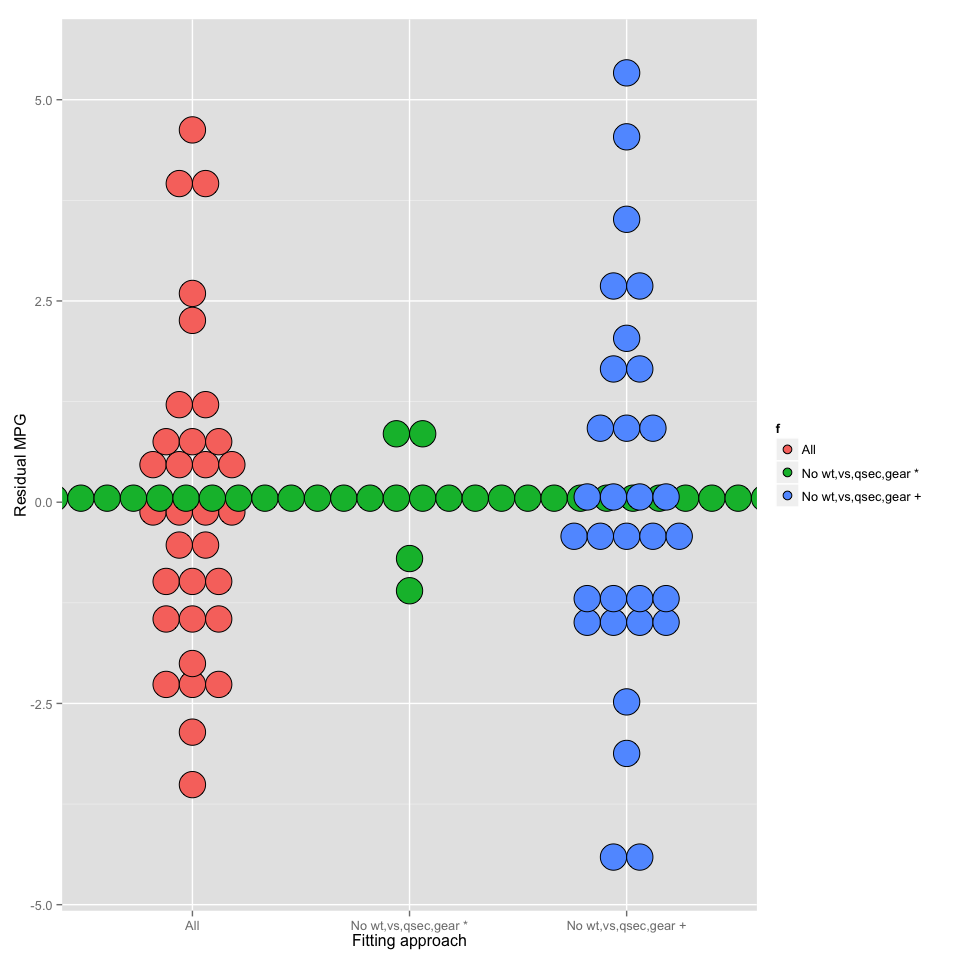 5.0
2.5
0.0
-2.5
-5.0
Residual MPG
All
No wt,vs,qsec,gear *
No wt,vs,qsec,gear +
Fitting approach
f
All
No wt,vs,qsec,gear *
No wt,vs,qsec,gear +